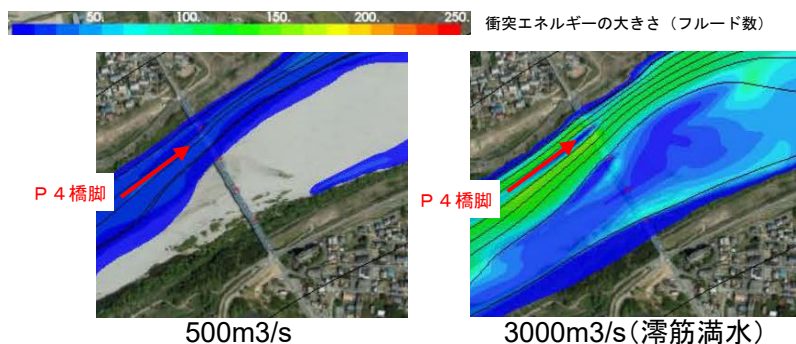 50. 100. 150. 200. 250.
衝突エネルギーの大きさ（フルード数）
Ｐ４橋脚
Ｐ４橋脚
500m3/s
3000m3/s（澪筋満水）